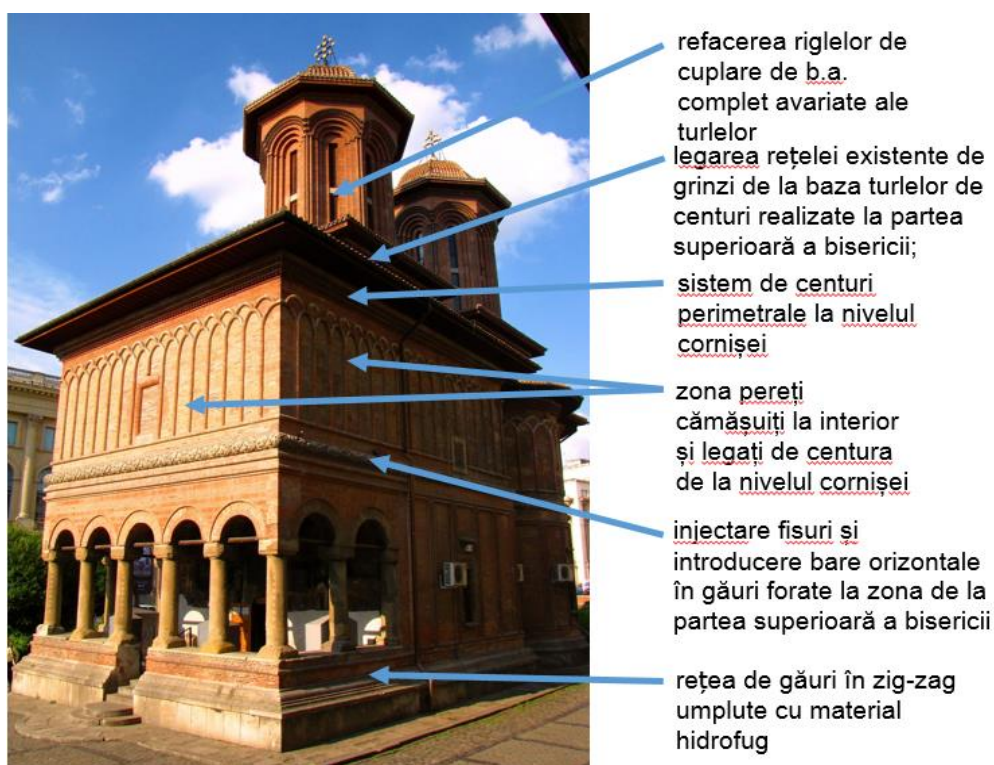 refacerea riglelor de
cuplare de b.a.
complet avariate ale
turlelor
legarea rețelei existente de
grinzi de la baza turlelor de
centuri realizate la partea
superioară a bisericii;
sistem de centuri
perimetrale la nivelul
cornișei
zona pereți
cămășuiți la interior
și legați de centura
de la nivelul cornișei
injectare fisuri și
introducere bare orizontale
în găuri forate la zona de la
partea superioară a bisericii
rețea de găuri în zig-zag
umplute cu material
hidrofug